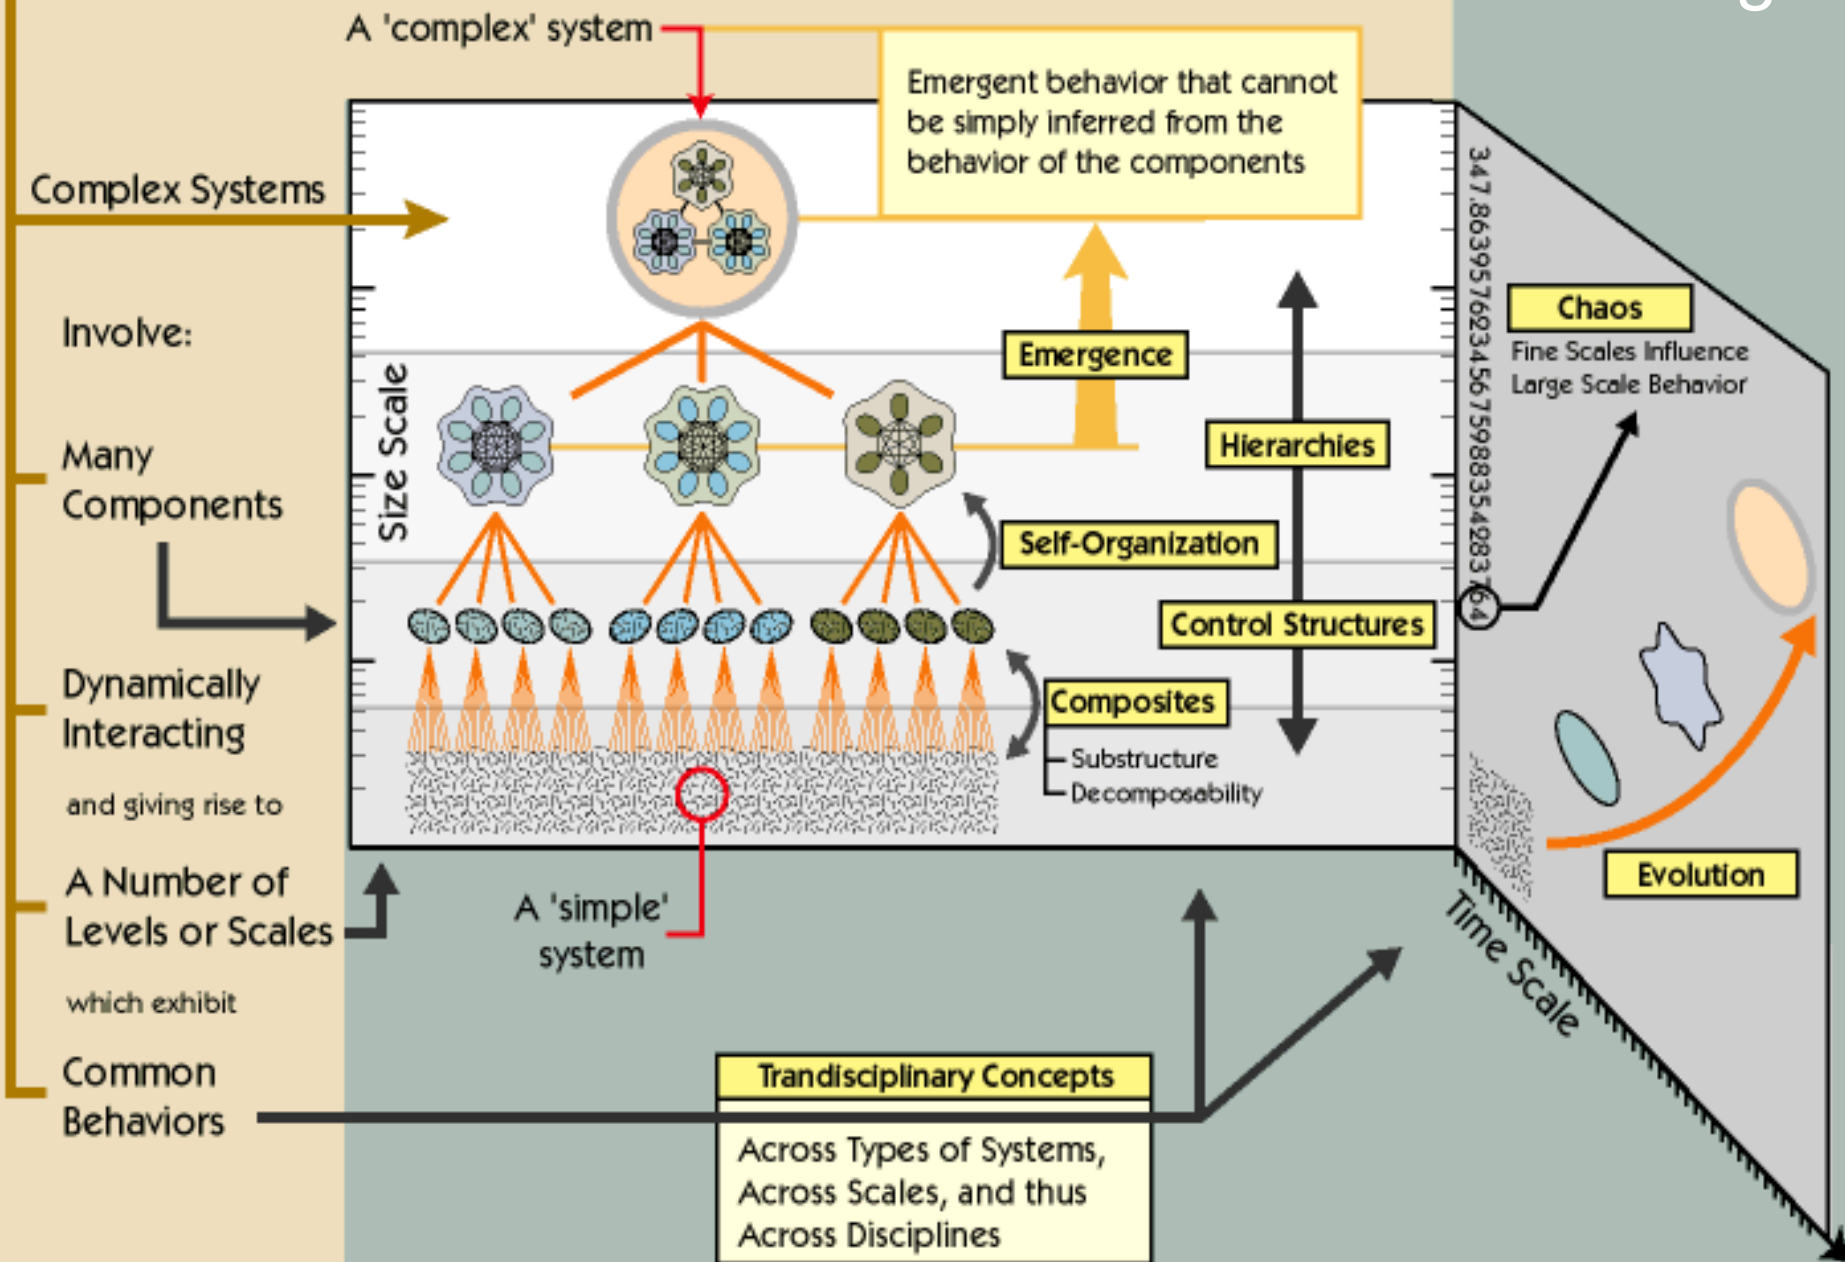 A 'complex' system
Emergent behavior that cannot
be simply inferred from the
behavior of the components
Complex Systems
Involve:
Many
Components
Dynamically
Interacting
and giving rise to
A Number of
Levels or Scales
which exhibit
Common
Behaviors
Size Scale
Emergence
Hierarchies
Self-Organization
Control Structures
Composites
Substructure
Decomposability
A 'simple'
system
347.86395762345675988354283764
Chaos
Fine Scales Influence
Large Scale Behavior
Evolution
Time Scale
Trandisciplinary Concepts
Across Types of Systems,
Across Scales, and thus
Across Disciplines